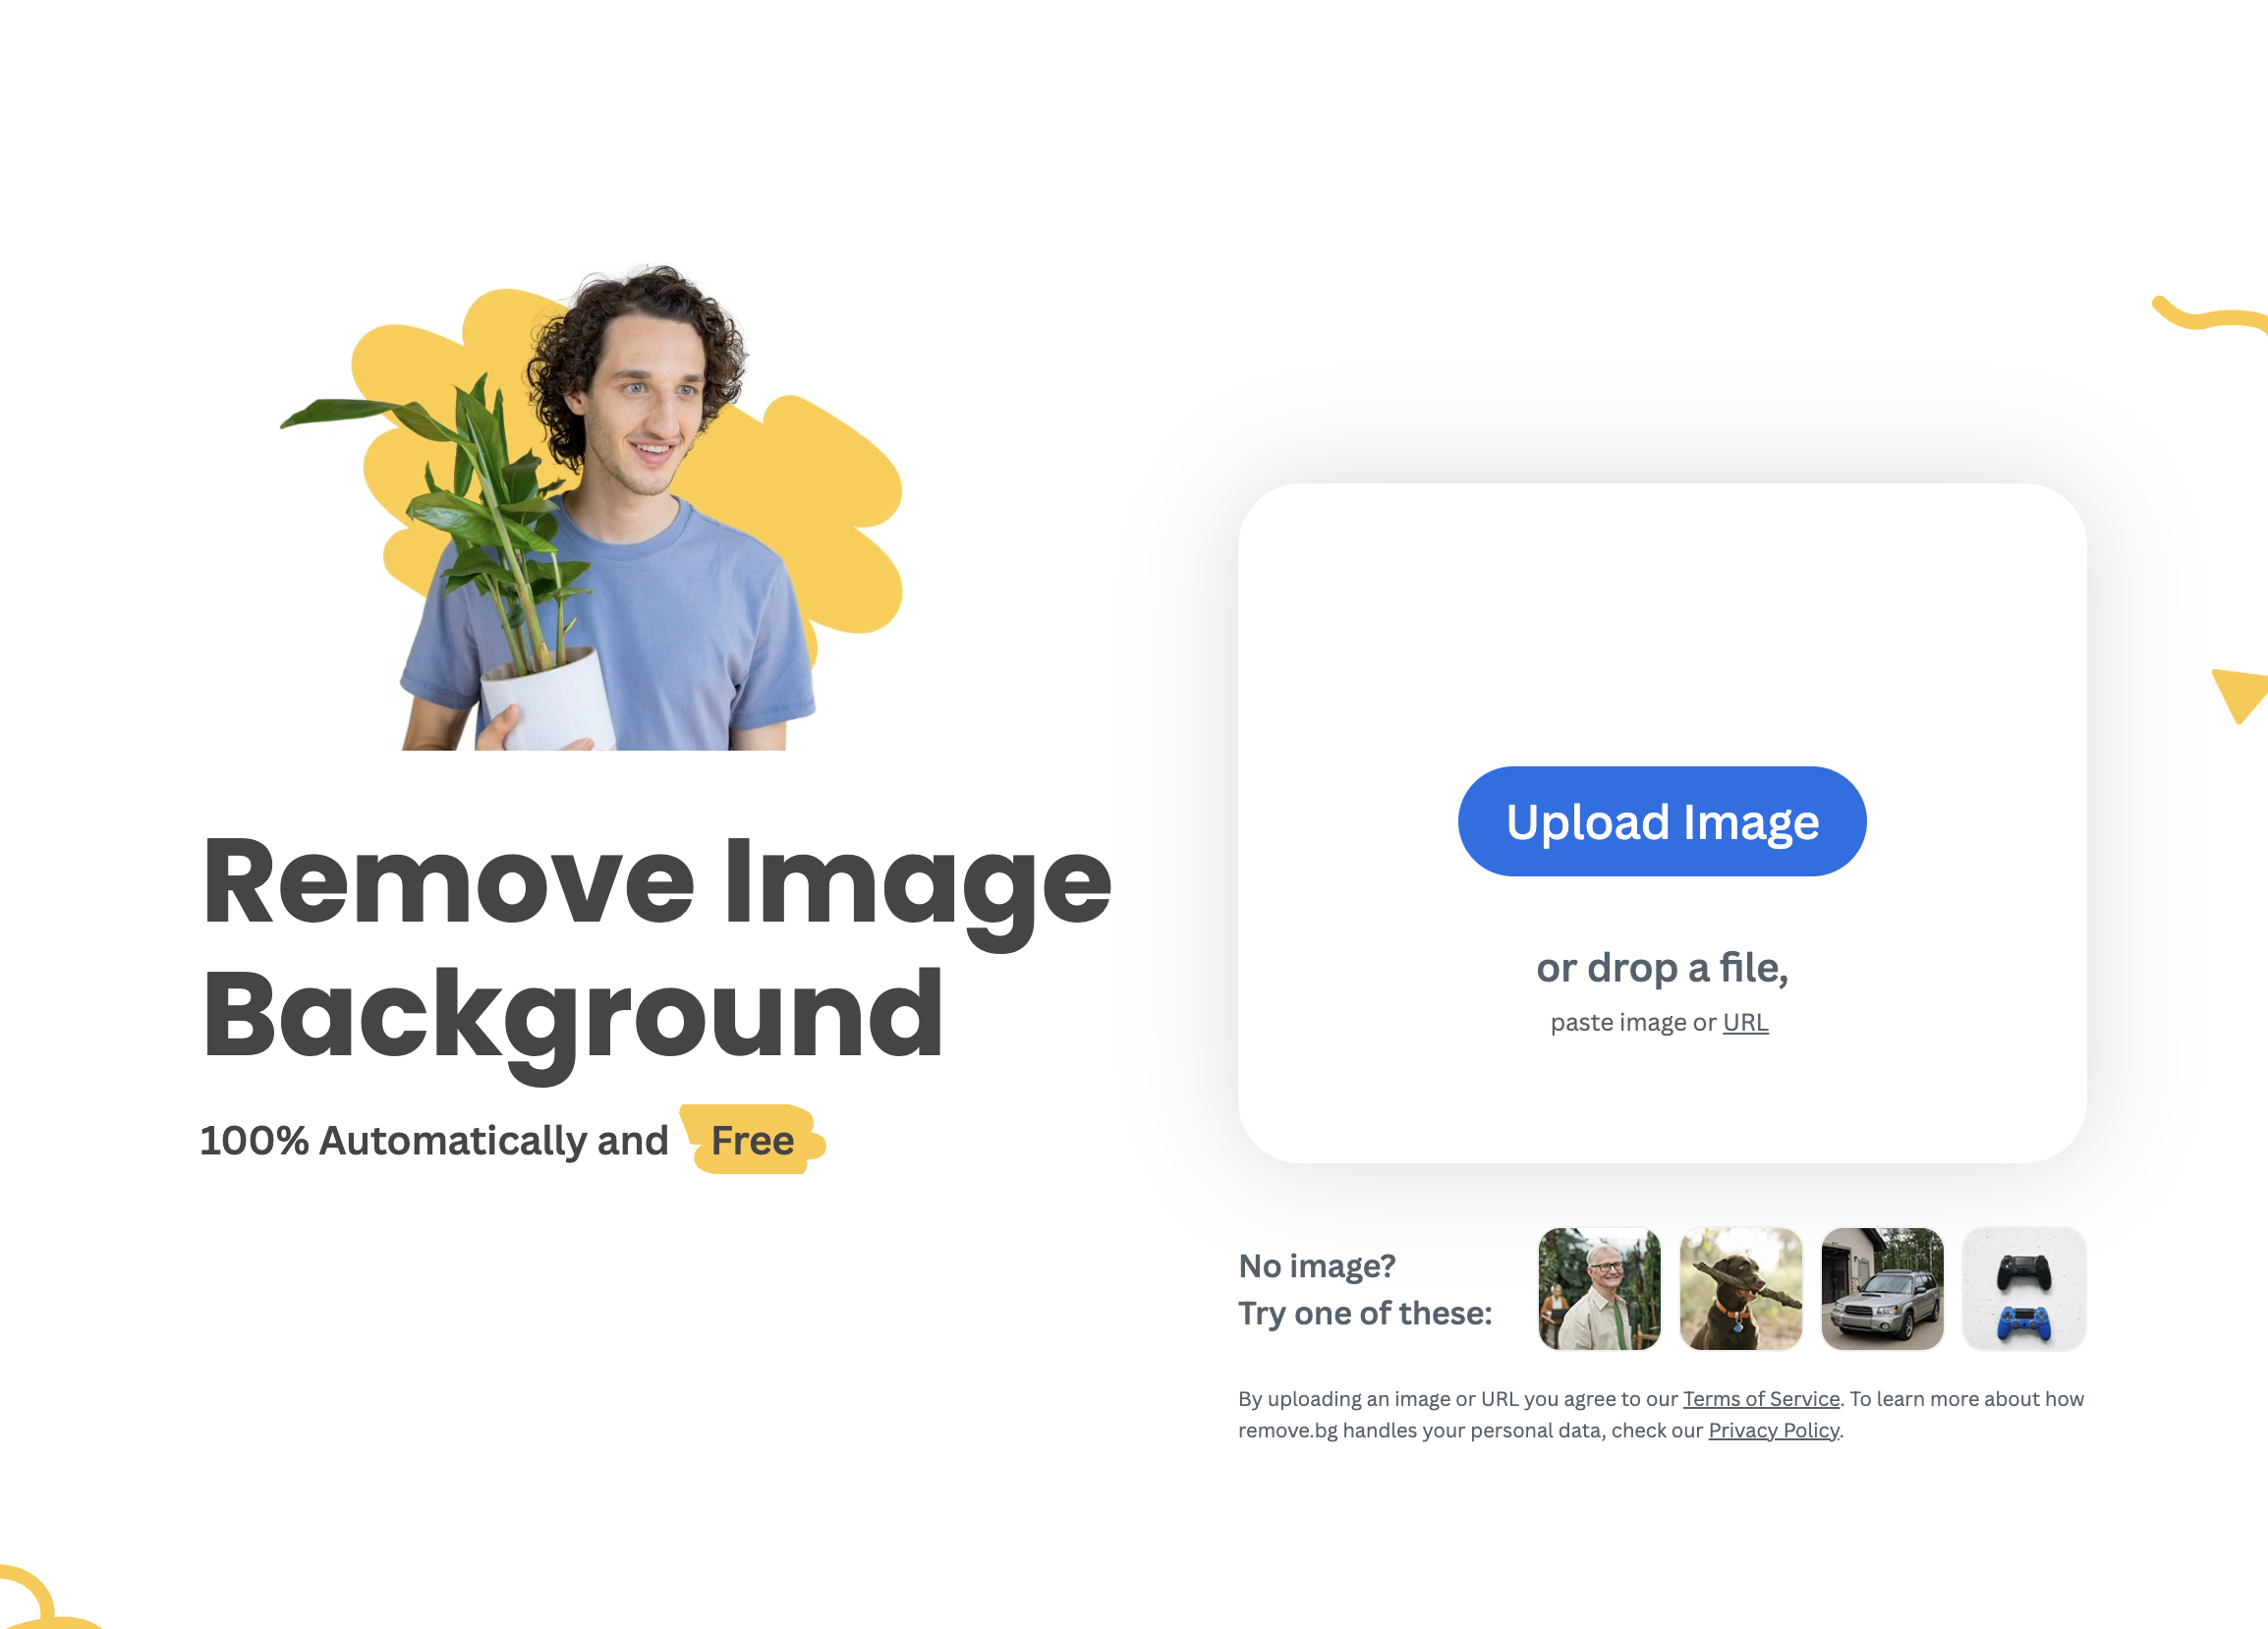 Remove Image
Background
100% Automatically and Free
Upload Image
or drop a file,
paste image or URL
No image?
Try one of these:
By uploading an image or URL you agree to our Terms of Service. To learn more about how
remove.bg handles your personal data, check our Privacy Policy.